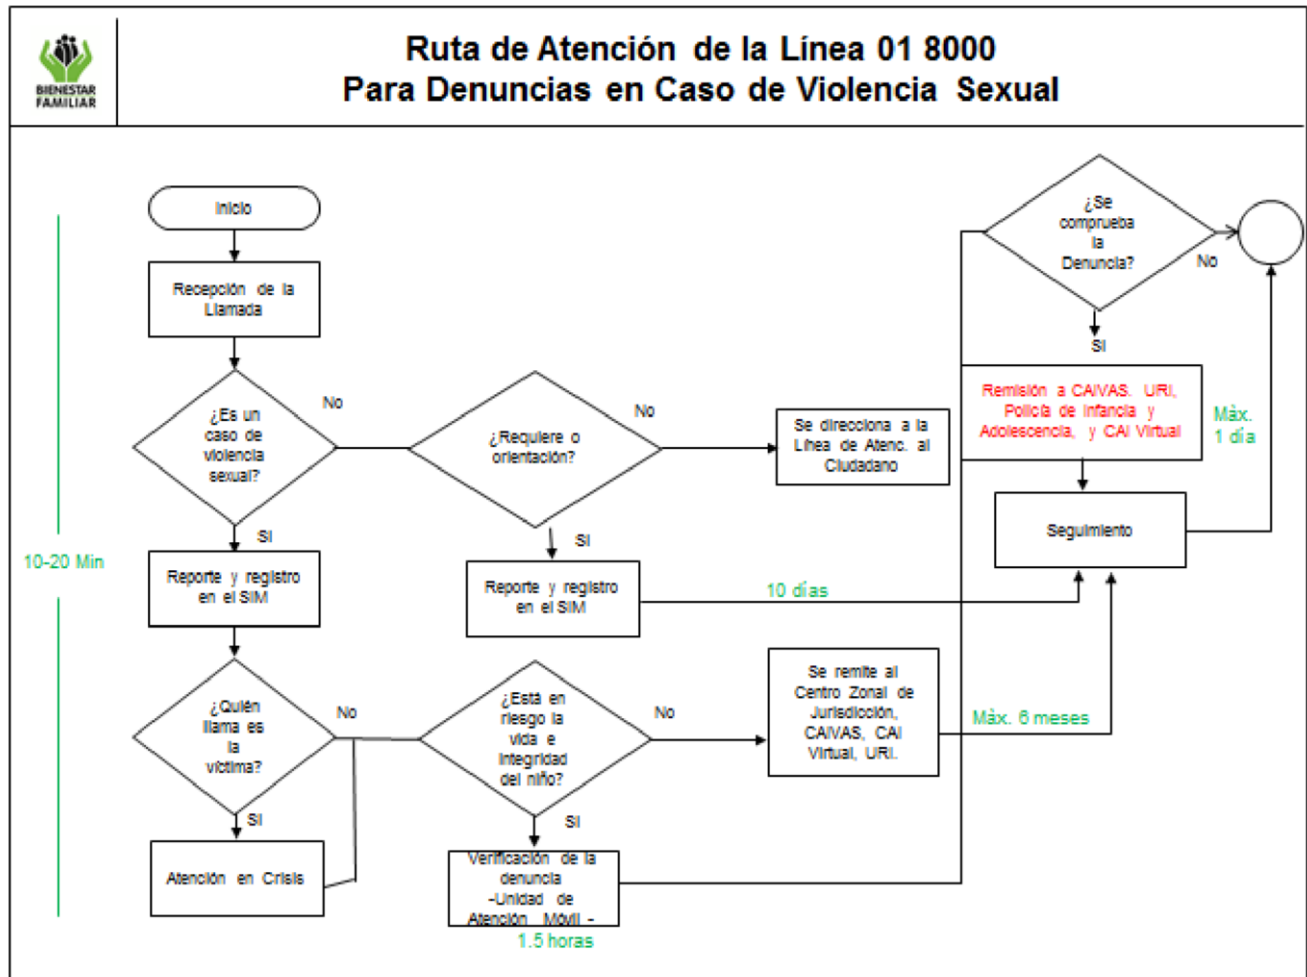 BIENESTAR
FAMILIAR
Ruta de Atención de la Línea 01 8000
Para Denuncias en Caso de Violencia Sexual
Inicio
Recepción de la
Llamada
¿Es un
caso de
violencia
sexual?
No
SI
¿Requiere o
orientación?
No
SI
Se direcciona a la
Línea de Atenc. al
Ciudadano
10-20 Min
Reporte y registro
en el SIM
Reporte y registro
en el SIM
10 días
¿Quién
llama es
la
víctima?
No
SI
Atención en Crisis
¿Está en
riesgo la
vida e
integridad
del niño?
No
SI
Verificación de la
denuncia
-Unidad de
Atención Móvil -
1.5 horas
Se remite al
Centro Zonal de
Jurisdicción,
CAIVAS, CAI
Virtual, URI.
Màx. 6 meses
¿Se
comprueba
la
Denuncia?
No
SI
Remisión a CAIVAS. URI,
Policía de Infancia y
Adolescencia, y CAI Virtual
Màx.
1 día
Seguimiento